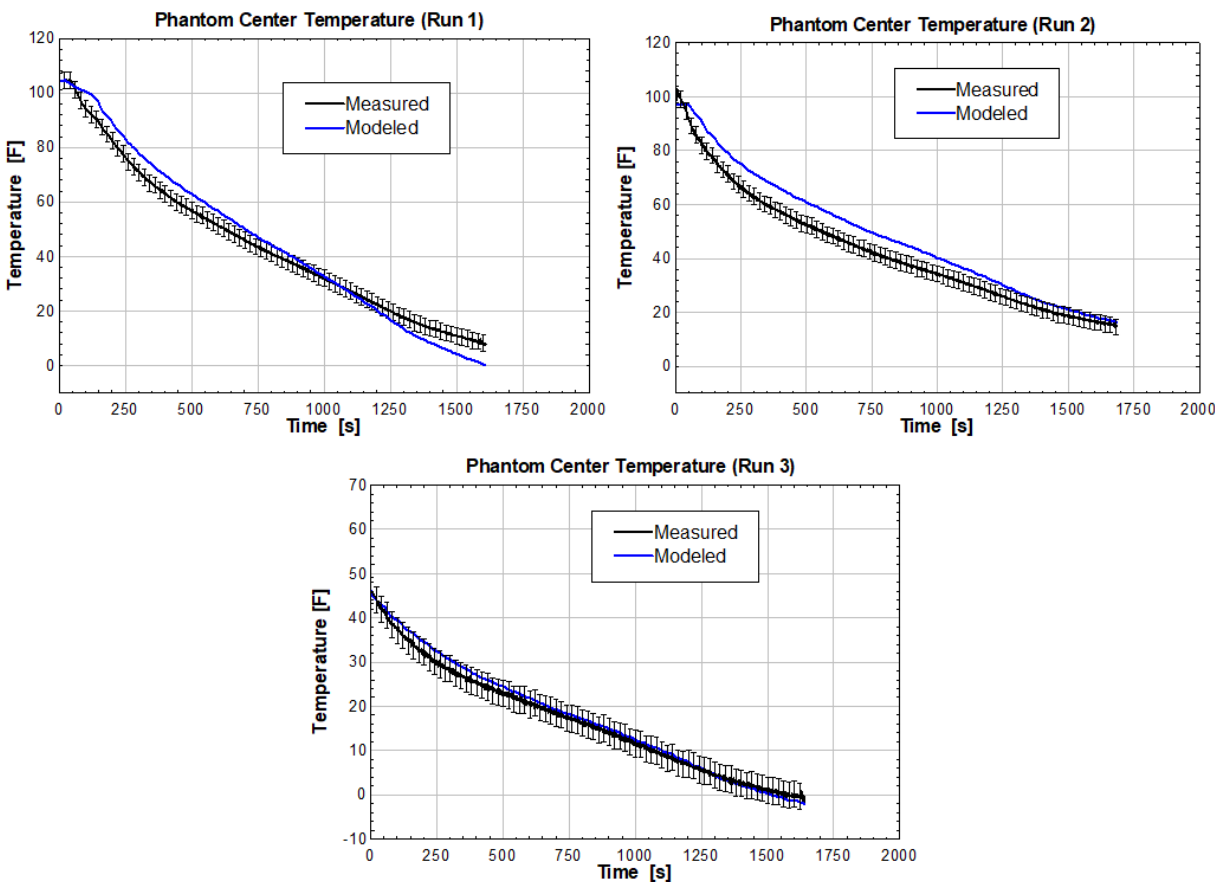 Phantom Center Temperature (Run 1)
120
100
80
60
40
20
0
Temperature [F]
Measured
Modeled
0 250 500 750 1000 1250 1500 1750 2000
Time [s]
Phantom Center Temperature (Run 2)
120
100
80
60
40
20
0
Temperature [F]
Measured
Modeled
0 250 500 750 1000 1250 1500 1750 2000
Time [s]
Phantom Center Temperature (Run 3)
70
60
50
40
30
20
10
0
-10
Temperature [F]
Measured
Modeled
0 250 500 750 1000 1250 1500 1750 2000
Time [s]